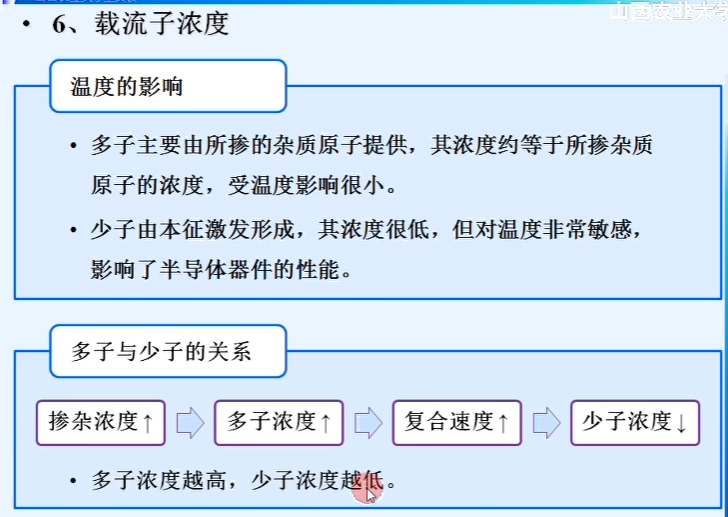 山西农业大学
• 6、载流子浓度
温度的影响
• 多子主要由所掺的杂质原子提供，其浓度约等于所掺杂质
原子的浓度，受温度影响很小。
• 少子由本征激发形成，其浓度很低，但对温度非常敏感，
影响了半导体器件的性能。
多子与少子的关系
掺杂浓度↑ 多子浓度↑ 复合速度↑ 少子浓度↓
• 多子浓度越高，少子浓度越低。